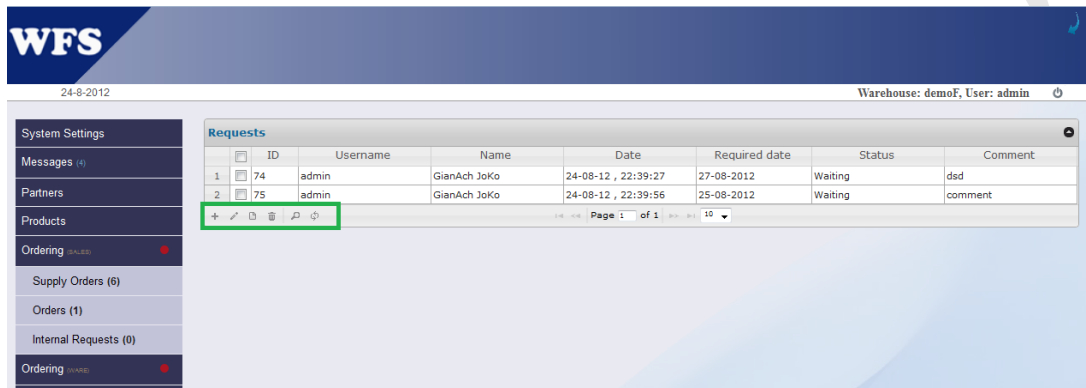 WFS
24-8-2012
Warehouse: demoF, User: admin
System Settings
Messages (4)
Partners
Products
Ordering (SALES)
Supply Orders (6)
Orders (1)
Internal Requests (0)
Ordering (WARE)
Requests
ID Username Name Date Required date Status Comment
1 74 admin GianAch JoKo 24-08-12 , 22:39:27 27-08-2012 Waiting dsd
2 75 admin GianAch JoKo 24-08-12 , 22:39:56 25-08-2012 Waiting comment
Page 1 of 1 10